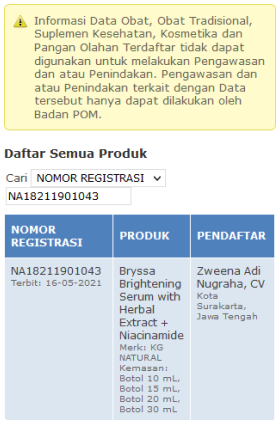 Informasi Data Obat, Obat Tradisional,
Suplemen Kesehatan, Kosmetika dan
Pangan Olahan Terdaftar tidak dapat
digunakan untuk melakukan Pengawasan
dan atau Penindakan. Pengawasan dan
atau Penindakan terkait dengan Data
tersebut hanya dapat dilakukan oleh
Badan POM.
Daftar Semua Produk
Cari NOMOR REGISTRASI
NA18211901043
NOMOR
REGISTRASI
PRODUK
PENDAFTAR
NA18211901043
Terbit: 16-05-2021
Bryssa
Brightening
Serum with
Herbal
Extract +
Niacinamide
Merk: KG
NATURAL
Kemasan:
Botol 10 mL,
Botol 15 mL,
Botol 20 mL,
Botol 30 mL
Zweena Adi
Nugraha, CV
Kota
Surakarta,
Jawa Tengah